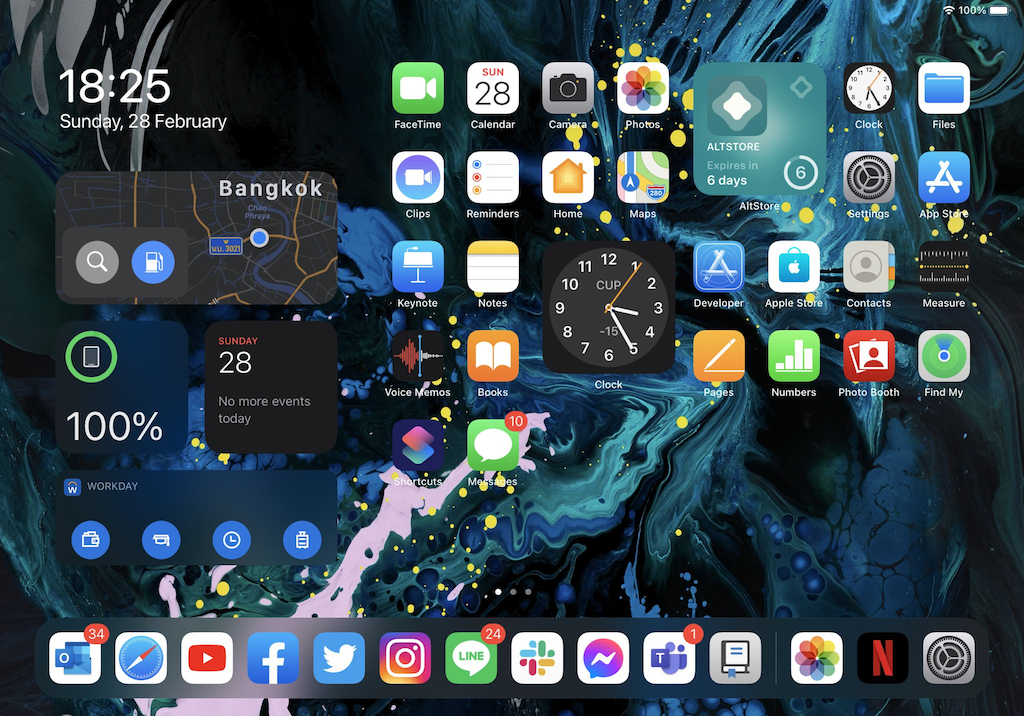 100%
18:25
Sunday, 28 February
Bangkok
Chao
Phraya
นบ. 3021
100%
SUNDAY
28
No more events
today
W
WORKDAY
FaceTime
SUN
28
Calendar
Camera
Photos
ALTSTORE
Expires in
6 days
6
AltStore
Clock
Files
Clips
Reminders
Home
280
Maps
Settings
App Store
Keynote
Notes
12
1
2
3
4
5
6
7
8
9
10
11
CUP
-15
Clock
Developer
Apple Store
Contacts
Measure
Voice Memos
Books
Pages
Numbers
Photo Booth
Find My
Shortcuts
10
Messages
O
34
f
LINE
24
T
1
N